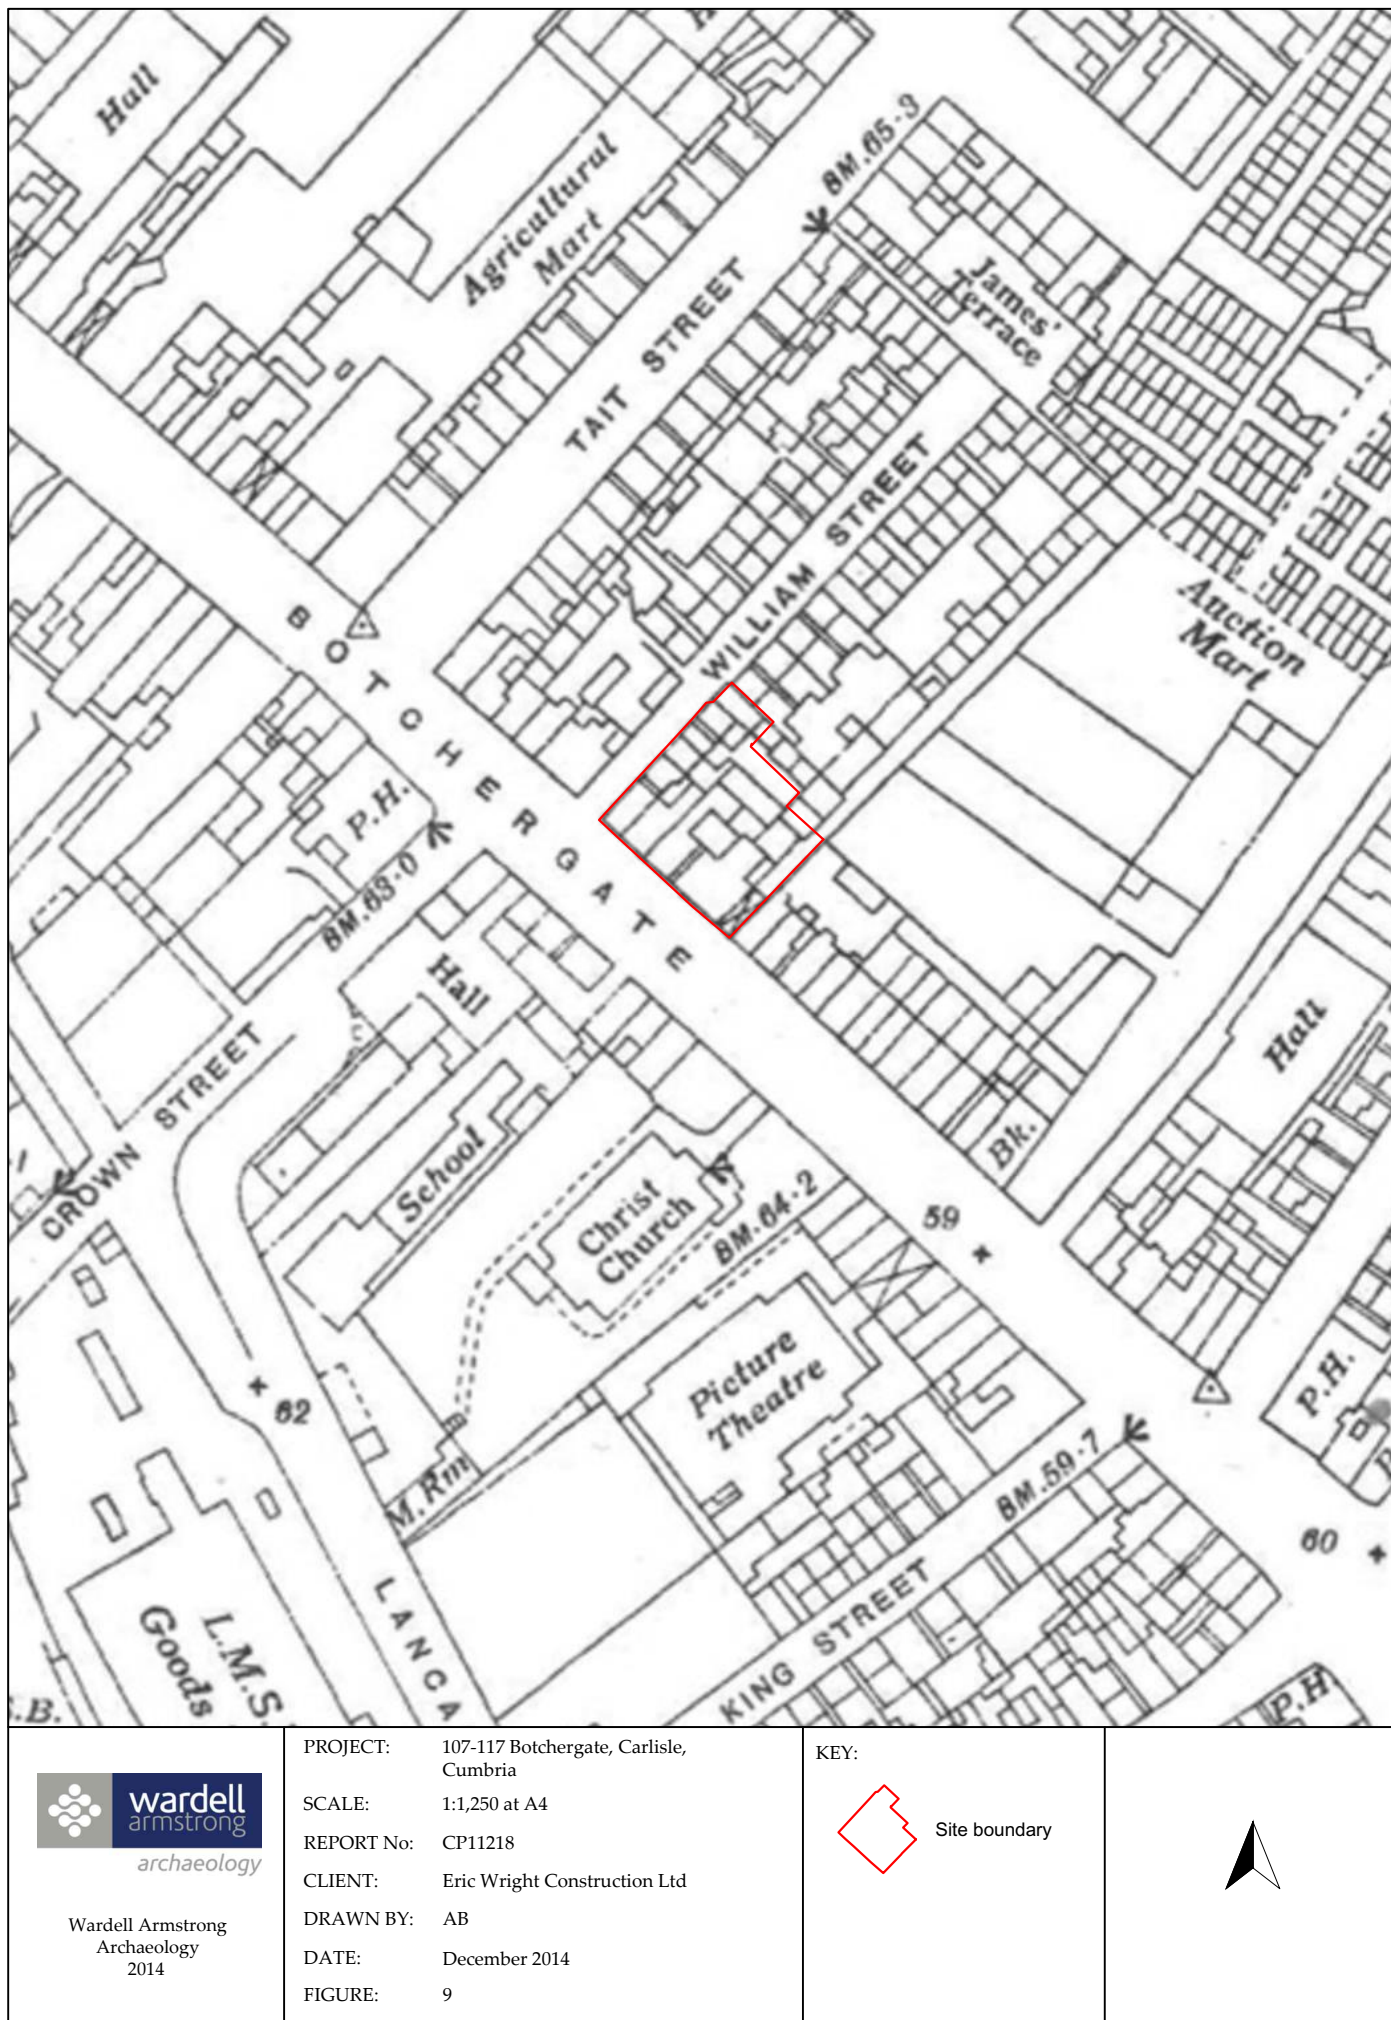 Hall
Agricultural
Mart
BM.65·3
James'
Terrace
TAIT STREET
WILLIAM STREET
Auction
Mart
BOTCHERGATE
P.H.
BM.63·0
Hall
Hall
CROWN STREET
School
Christ
Church
BM.64·2
Bk.
59
Picture
Theatre
P.H.
62
M.Rm
BM.59·7
60
KING STREET
LANCA
L.M.S.
Goods
.B.
P.H.
wardell
armstrong
archaeology
Wardell Armstrong
Archaeology
2014
PROJECT: 107-117 Botchergate, Carlisle,
Cumbria
SCALE: 1:1,250 at A4
REPORT No: CP11218
CLIENT: Eric Wright Construction Ltd
DRAWN BY: AB
DATE: December 2014
FIGURE: 9
KEY:
Site boundary